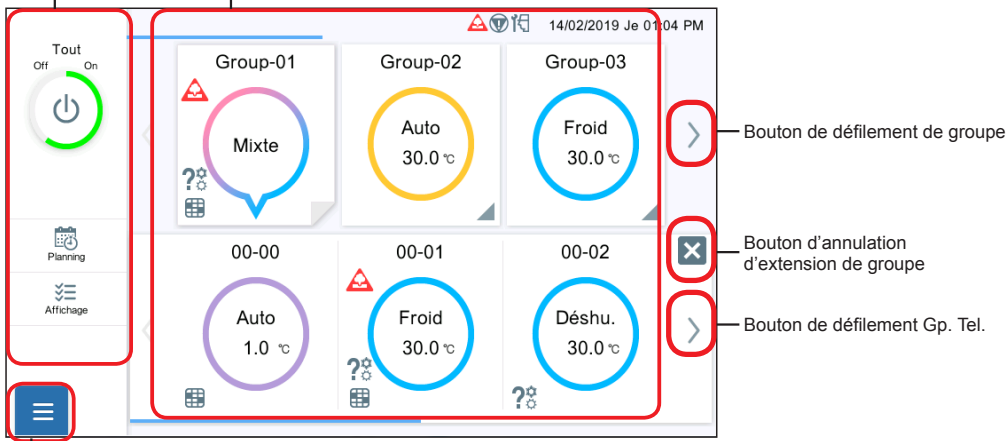 14/02/2019 Je 01:04 PM
Tout
Off On
Group-01 Group-02 Group-03
Mixte
Auto
30.0 ℃
Froid
30.0 ℃
Bouton de défilement de groupe
Planning
Affichage
00-00 00-01 00-02
Bouton d'annulation
d'extension de groupe
Auto
1.0 ℃
Froid
30.0 ℃
Déshu.
30.0 ℃
Bouton de défilement Gp. Tel.